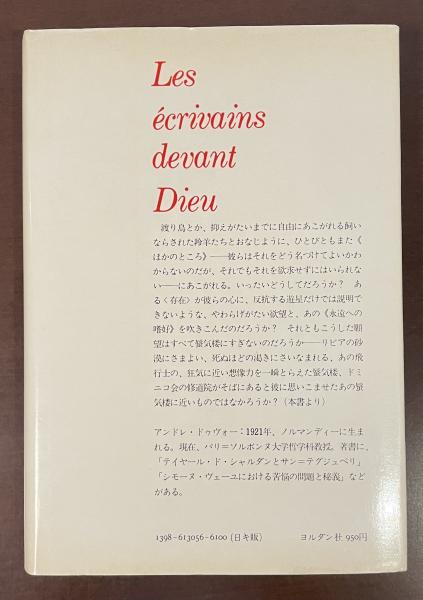 Les
écrivains
devant
Dieu
渡り鳥とか、抑えがたいまでに自由にあこがれる飼い
ならされた羚羊たちとおなじように、ひとびともまた《
ほかのところ》——彼らはそれをどう名づけてよいかわ
からないのだが、それでもそれを欲求せずにはいられな
い——にあこがれる。いったいどうしてだろうか？　あ
る〈存在〉が彼らの心に、反抗する遊星だけでは説明で
きないような、やわらげがたい欲望と、あの《永遠への
嗜好》を吹きこんだのだろうか？　それともこうした願
望はすべて蜃気楼にすぎないのだろうか——リビアの砂
漠にさまよい、死ぬほどの渇きにさいなまれる、あの飛
行士の、狂気に近い想像力を一瞬とらえた蜃気楼、ドミ
ニコ会の修道院がそばにあると彼に思いこませたあの蜃
気楼に近いものではなかろうか？（本書より）
アンドレ・ドゥヴォー：1921年、ノルマンディーに生ま
れる。現在、パリ＝ソルボンヌ大学哲学科教授。著書に、
「テイヤール・ド・シャルダンとサン＝テグジュペリ」
「シモーヌ・ヴェーユにおける苦悩の問題と秘義」など
がある。
1398-613056-6100（日キ販）
ヨルダン社 950円